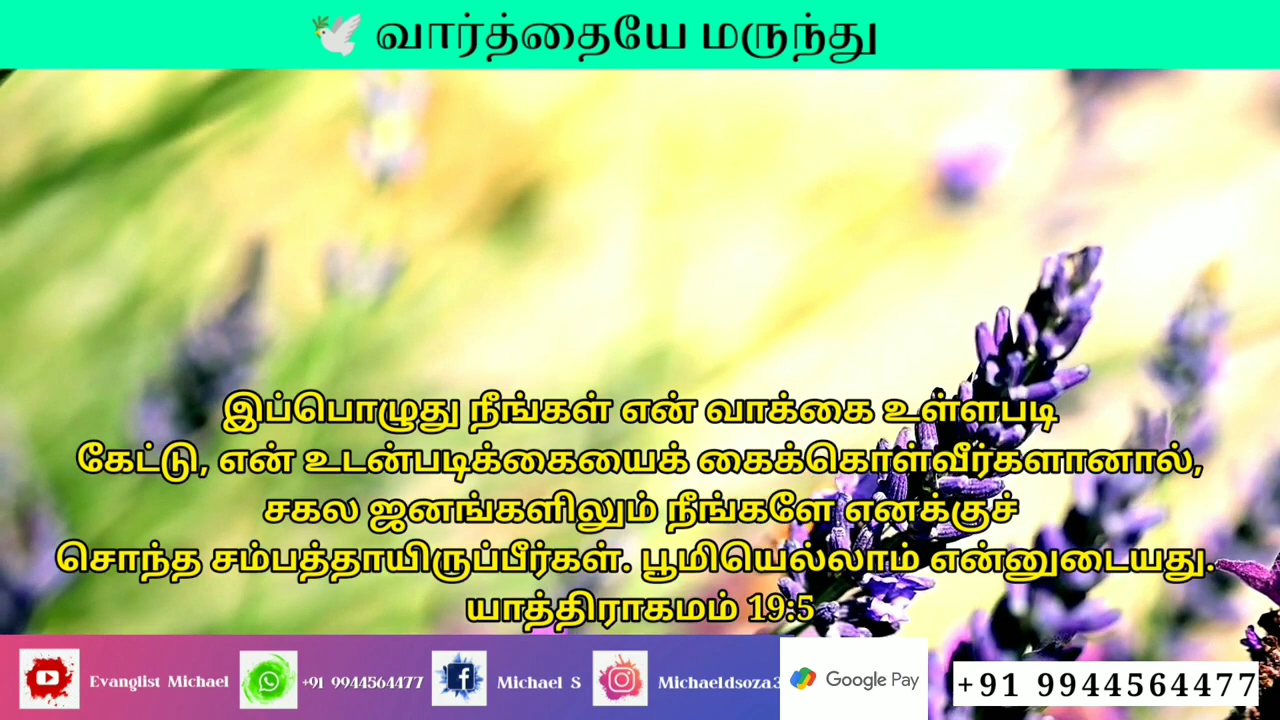 🕊 வார்த்தையே மருந்து
இப்பொழுது நீங்கள் என் வாக்கை உள்ளபடி
கேட்டு, என் உடன்படிக்கையைக் கைக்கொள்வீர்களானால்,
சகல ஜனங்களிலும் நீங்களே எனக்குச்
சொந்த சம்பத்தாயிருப்பீர்கள். பூமியெல்லாம் என்னுடையது.
யாத்திராகமம் 19:5
Evanglist Michael +91 9944564477 Michael S Michaeldsoza3 Google Pay +91 9944564477